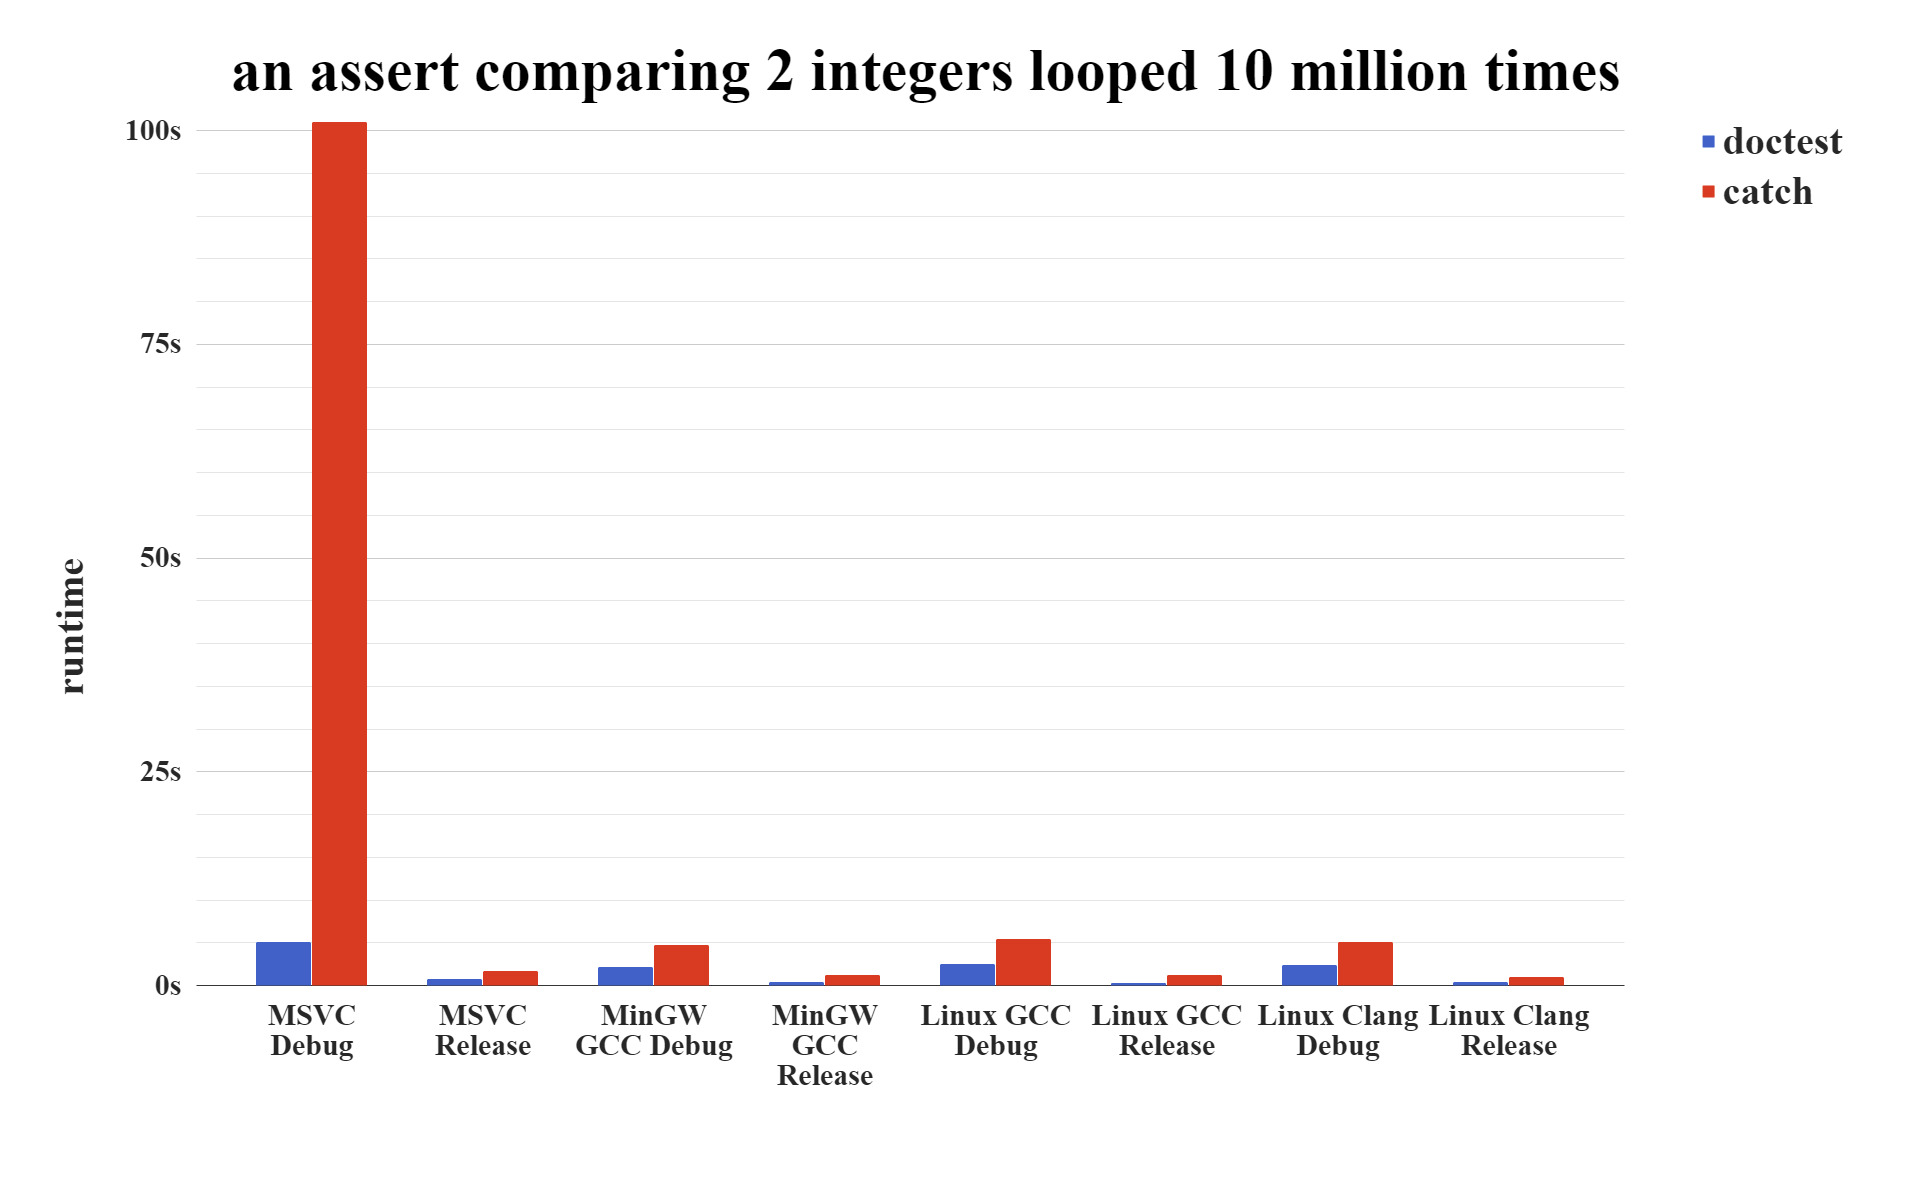 an assert comparing 2 integers looped 10 million times
100s
75s
50s
25s
0s
runtime
doctest
catch
MSVC
Debug
MSVC
Release
MinGW
GCC Debug
MinGW
GCC
Release
Linux GCC
Debug
Linux GCC
Release
Linux Clang
Debug
Linux Clang
Release